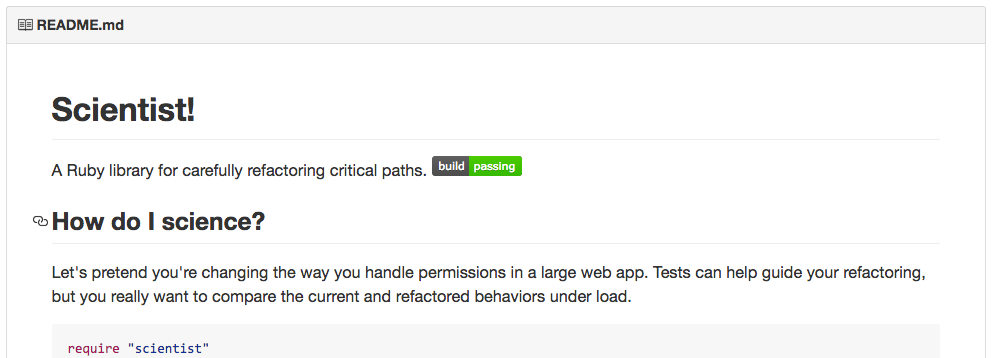 README.md
Scientist!
A Ruby library for carefully refactoring critical paths. build passing
How do I science?
Let's pretend you're changing the way you handle permissions in a large web app. Tests can help guide your refactoring,
but you really want to compare the current and refactored behaviors under load.
require "scientist"